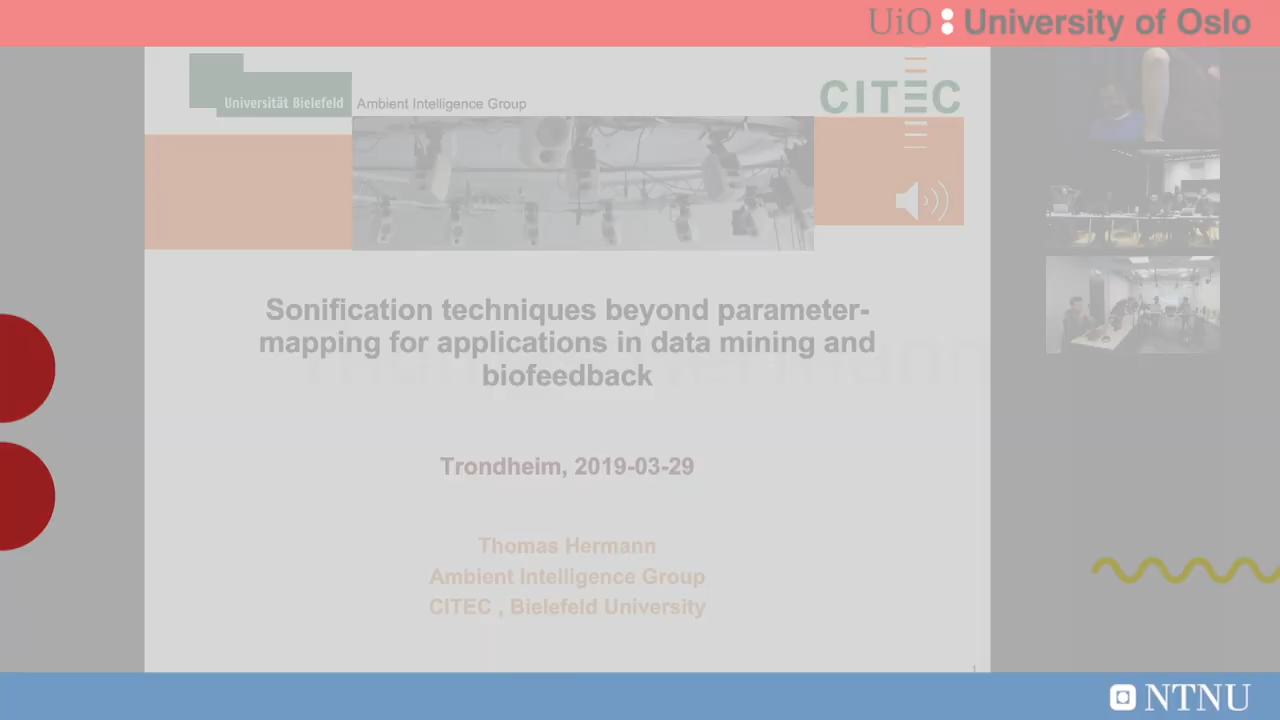 UiO : University of Oslo
Universität Bielefeld
Ambient Intelligence Group
CITEC
Sonification techniques beyond parameter-
mapping for applications in data mining and
biofeedback
Trondheim, 2019-03-29
Thomas Hermann
Ambient Intelligence Group
CITEC , Bielefeld University
1
NTNU